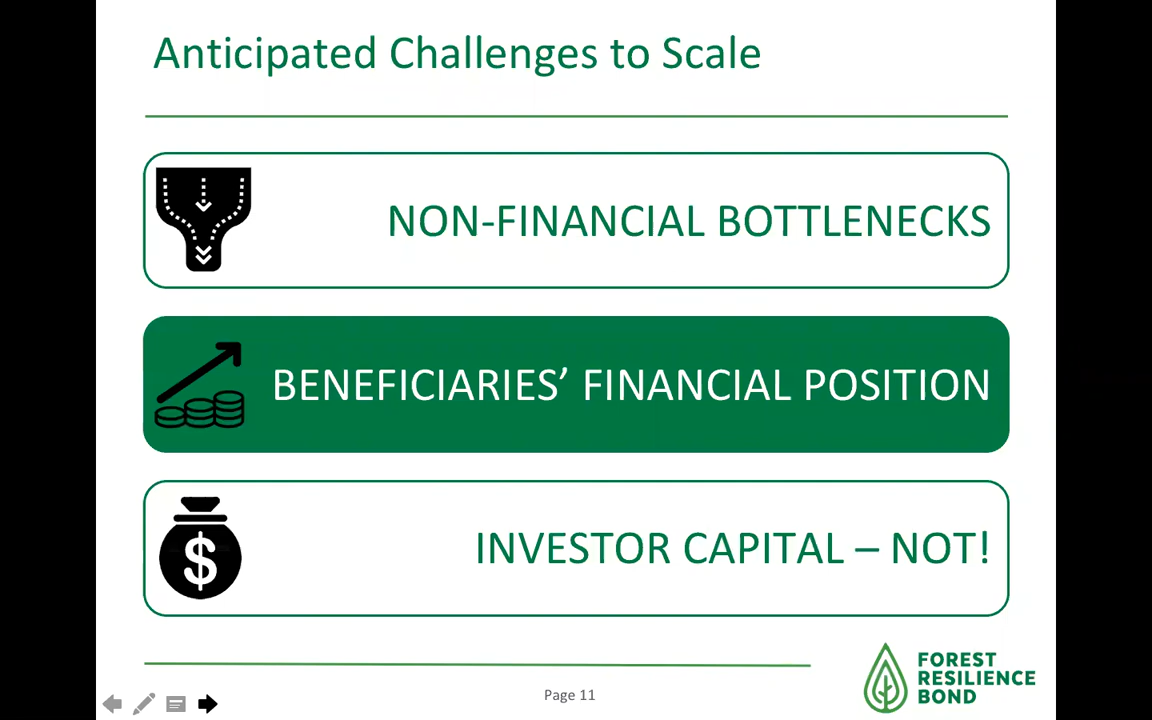 Anticipated Challenges to Scale
NON-FINANCIAL BOTTLENECKS
BENEFICIARIES’ FINANCIAL POSITION
$
INVESTOR CAPITAL – NOT!
Page 11
FOREST
RESILIENCE
BOND